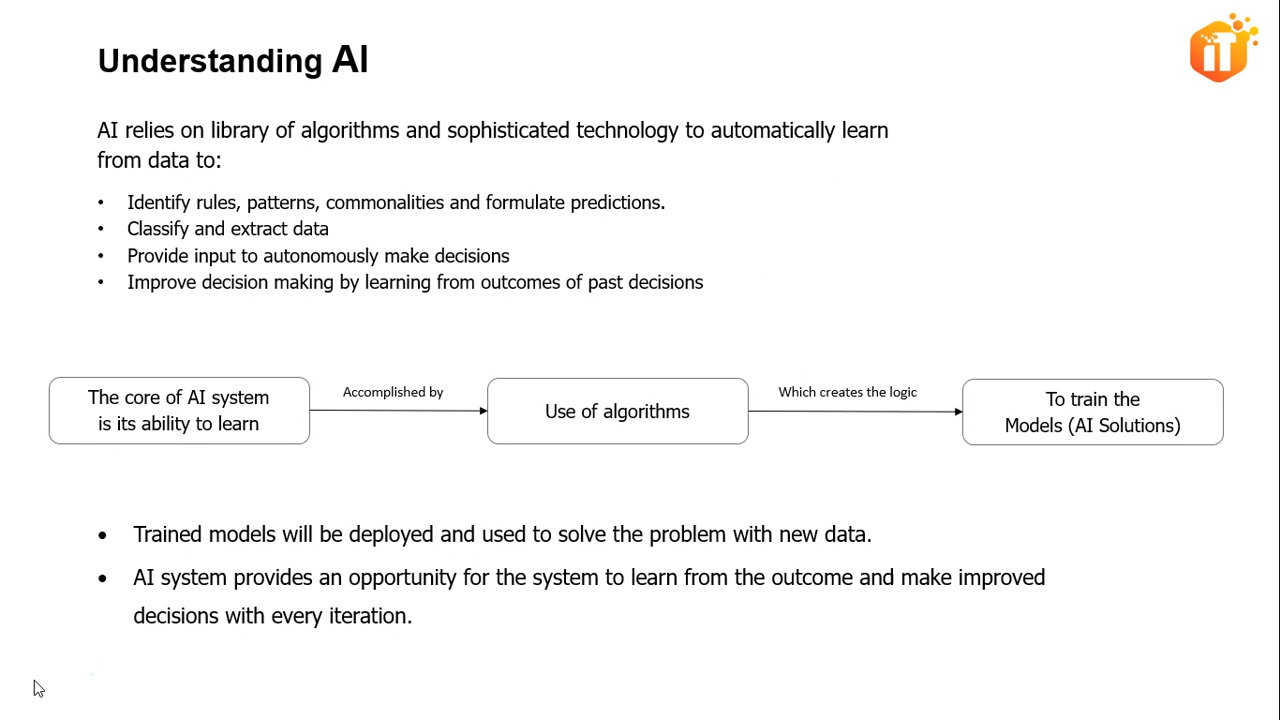 Understanding AI
AI relies on library of algorithms and sophisticated technology to automatically learn
from data to:
• Identify rules, patterns, commonalities and formulate predictions.
• Classify and extract data
• Provide input to autonomously make decisions
• Improve decision making by learning from outcomes of past decisions
The core of AI system
is its ability to learn
Accomplished by
Use of algorithms
Which creates the logic
To train the
Models (AI Solutions)
• Trained models will be deployed and used to solve the problem with new data.
• AI system provides an opportunity for the system to learn from the outcome and make improved
decisions with every iteration.
iT